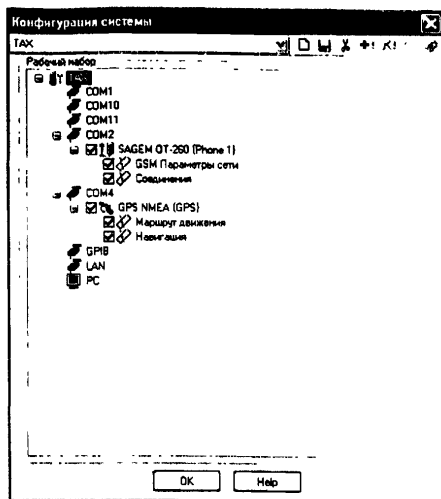 Конфигурация системы
TAX
Рабочий набор
TAX
COM1
COM10
COM11
COM2
SAGEM OT-260 (Phone 1)
GSM Параметры сети
Соединения
COM4
GPS NMEA (GPS)
Маршрут движения
Навигация
GPIB
LAN
PC
OK Help